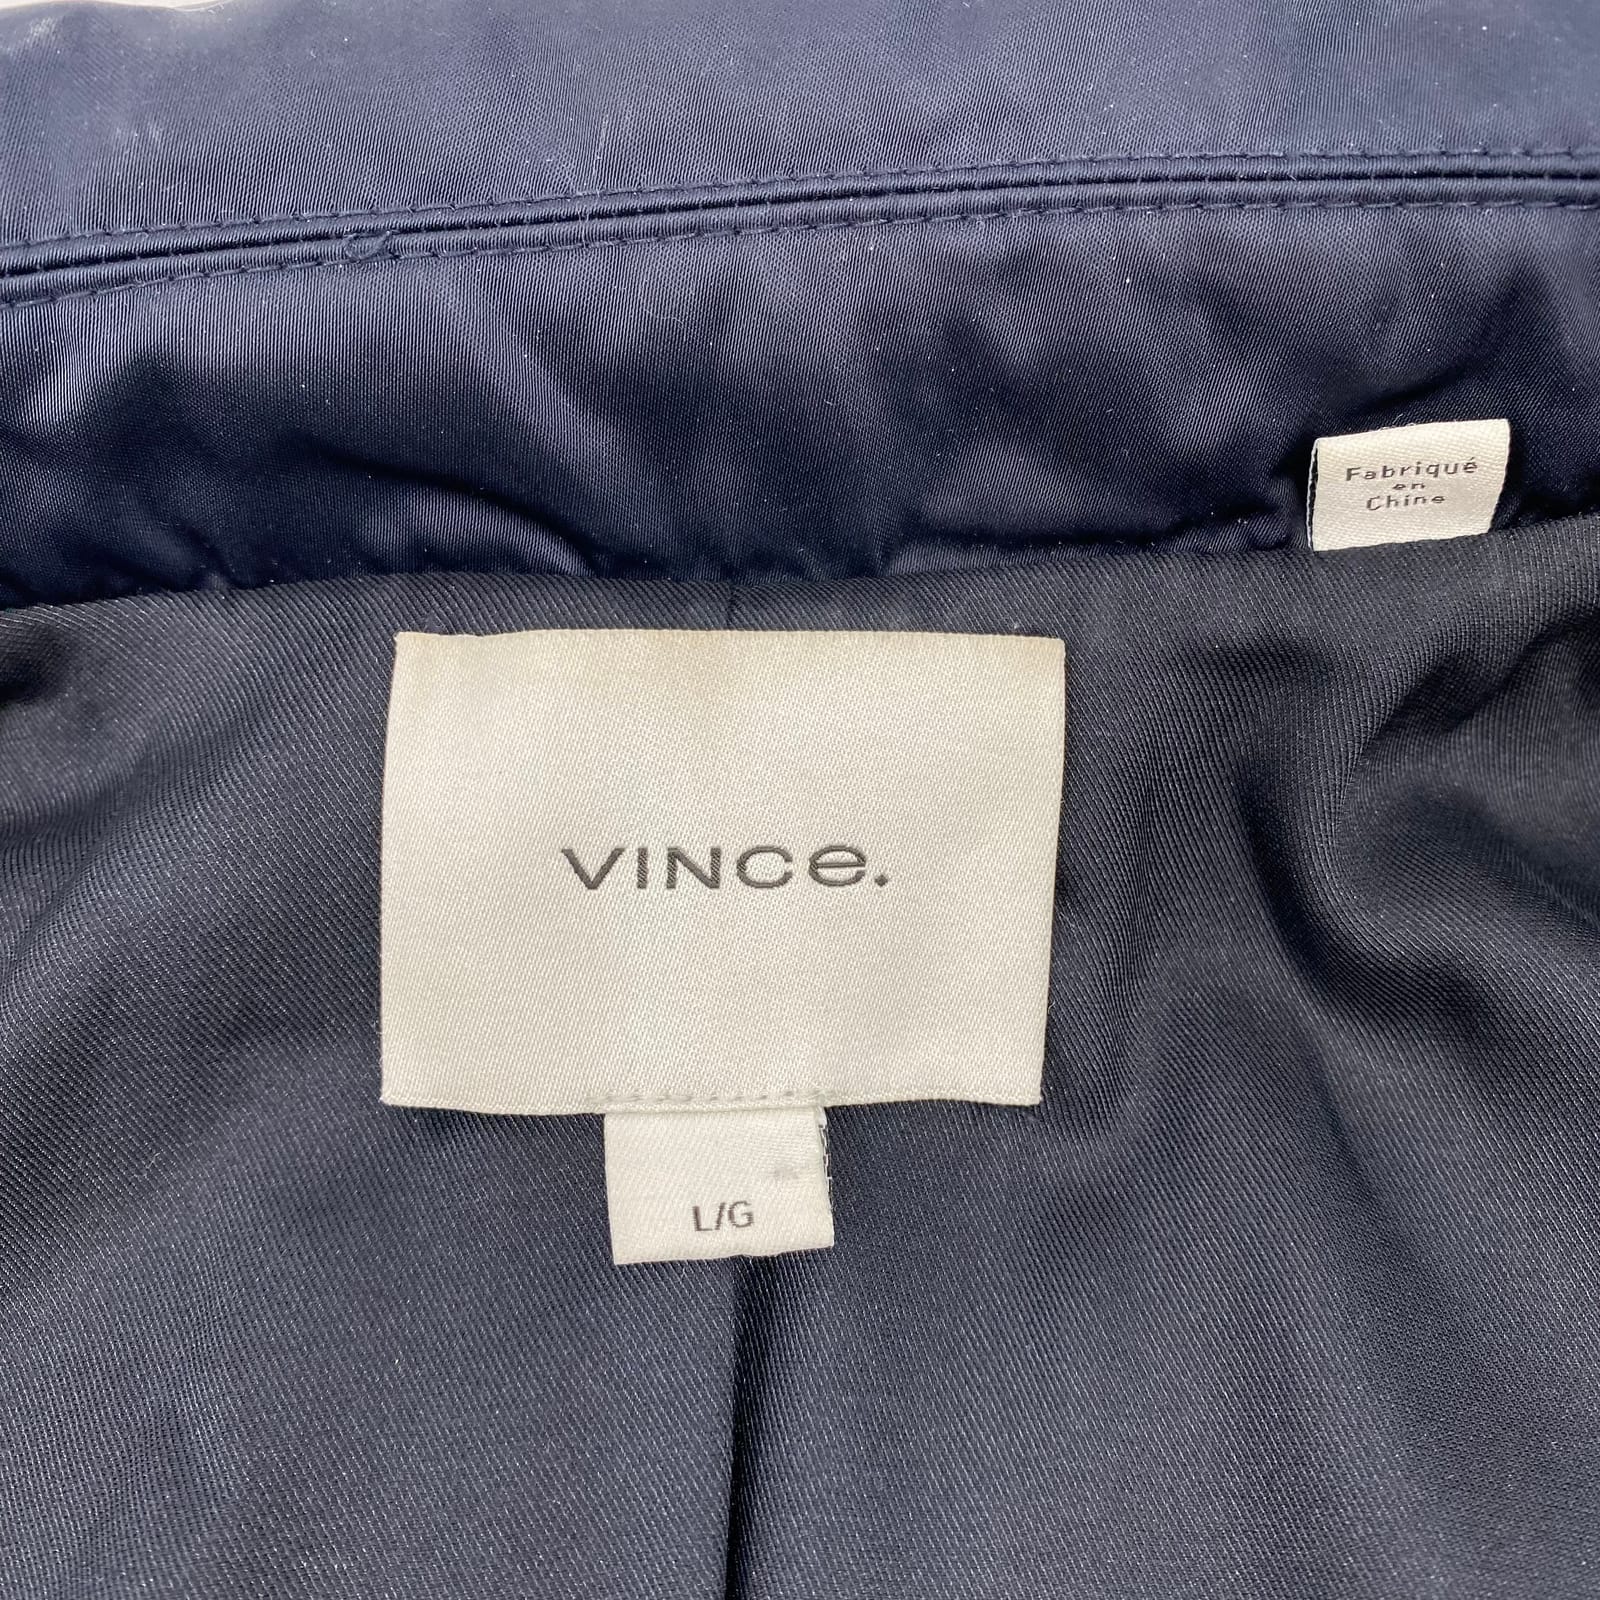 Fabriqué
en
Chine
VINCe.
L/G